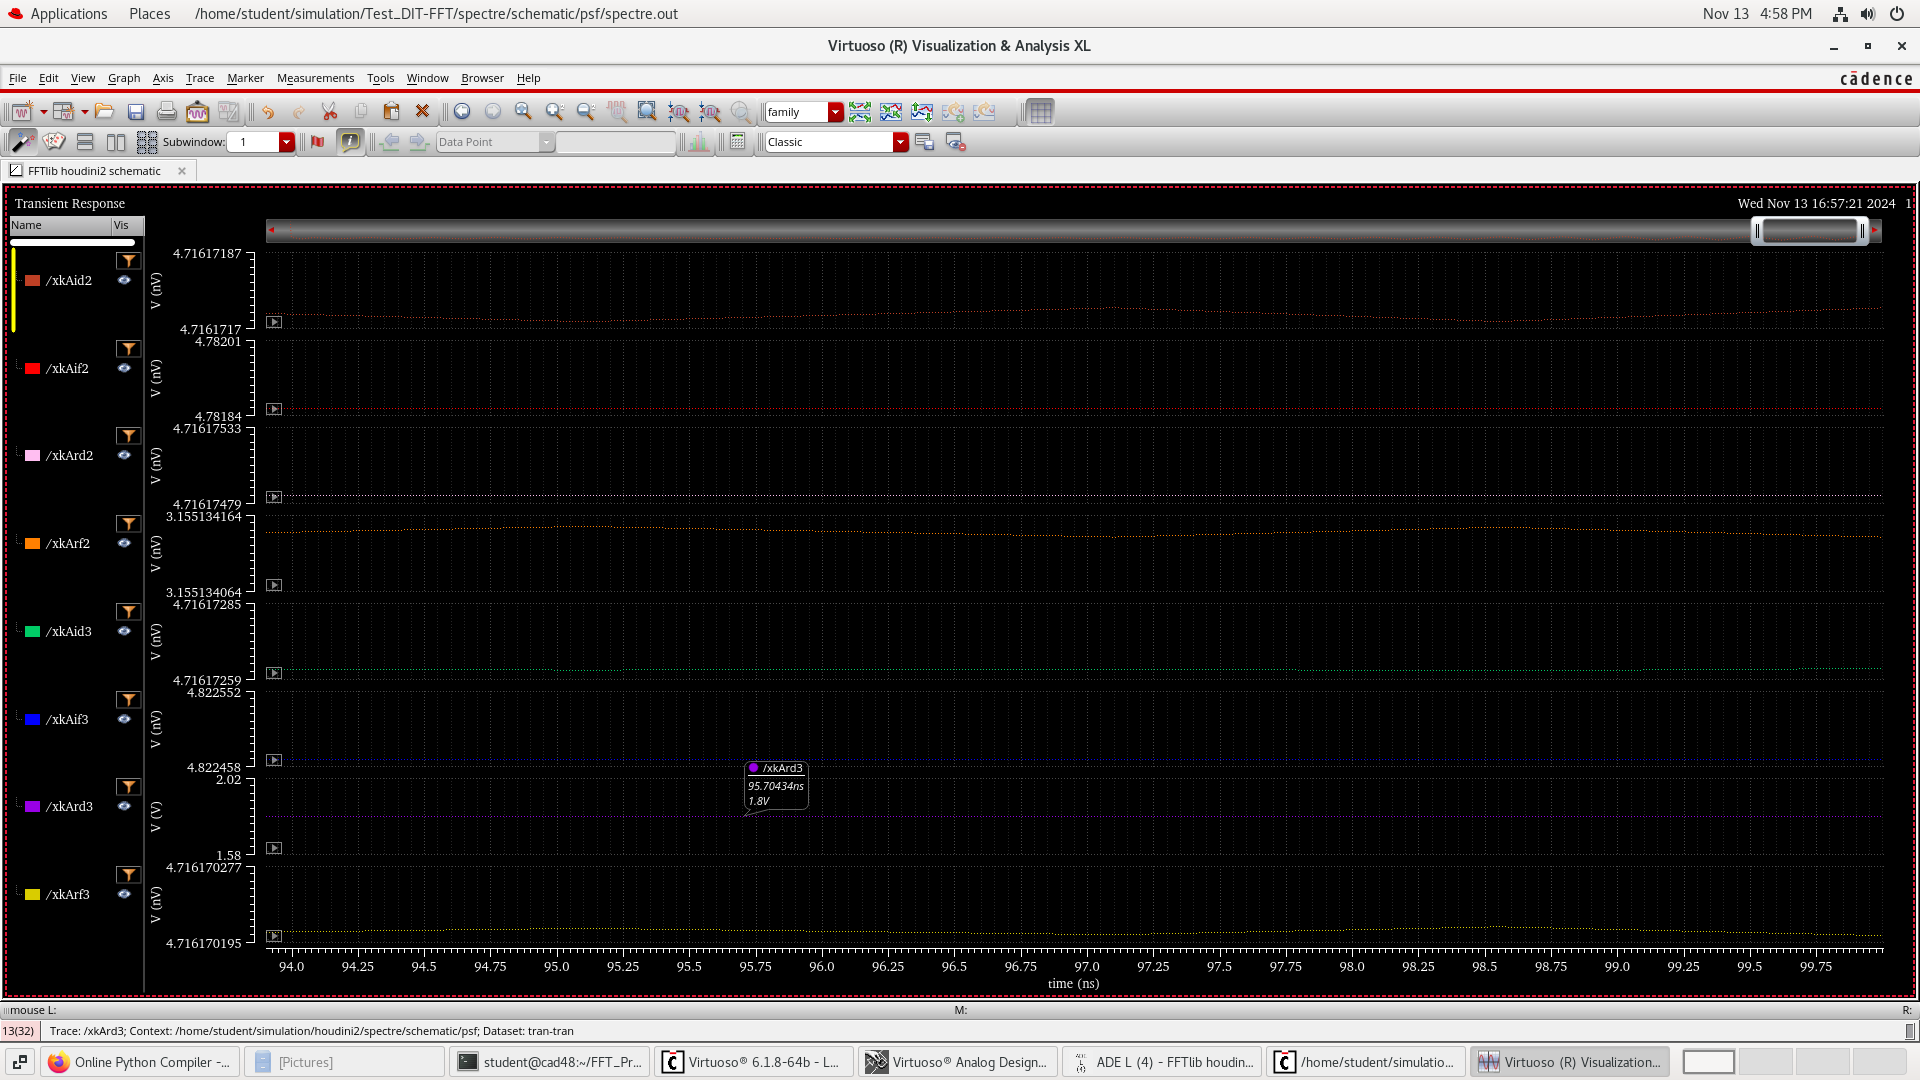 Applications Places /home/student/simulation/Test_DIT-FFT/spectre/schematic/psf/spectre.out Nov 13 4:58 PM
Virtuoso (R) Visualization & Analysis XL
File Edit View Graph Axis Trace Marker Measurements Tools Window Browser Help cādence
family
Subwindow: 1 Data Point Classic
FFTlib houdini2 schematic
Transient Response Wed Nov 13 16:57:21 2024 1
Name Vis
4.71617187
/xkAid2 V (nV)
4.7161717
4.78201
/xkAif2 V (nV)
4.78184
4.71617533
/xkArd2 V (nV)
4.71617479
3.155134164
/xkArf2 V (nV)
3.155134064
4.71617285
/xkAid3 V (nV)
4.71617259
4.822552
/xkAif3 V (nV)
4.822458
2.02
/xkArd3
95.70434ns
1.8V
/xkArd3 V (V)
1.58
4.716170277
/xkArf3 V (nV)
4.716170195
94.0 94.25 94.5 94.75 95.0 95.25 95.5 95.75 96.0 96.25 96.5 96.75 97.0 97.25 97.5 97.75 98.0 98.25 98.5 98.75 99.0 99.25 99.5 99.75
time (ns)
mouse L: M: R:
13(32) Trace: /xkArd3; Context: /home/student/simulation/houdini2/spectre/schematic/psf; Dataset: tran-tran
Online Python Compiler -... [Pictures] student@cad48:~/FFT_Pr... Virtuoso® 6.1.8-64b - L... Virtuoso® Analog Design... ADE L (4) - FFTlib houdin... /home/student/simulatio... Virtuoso (R) Visualization...